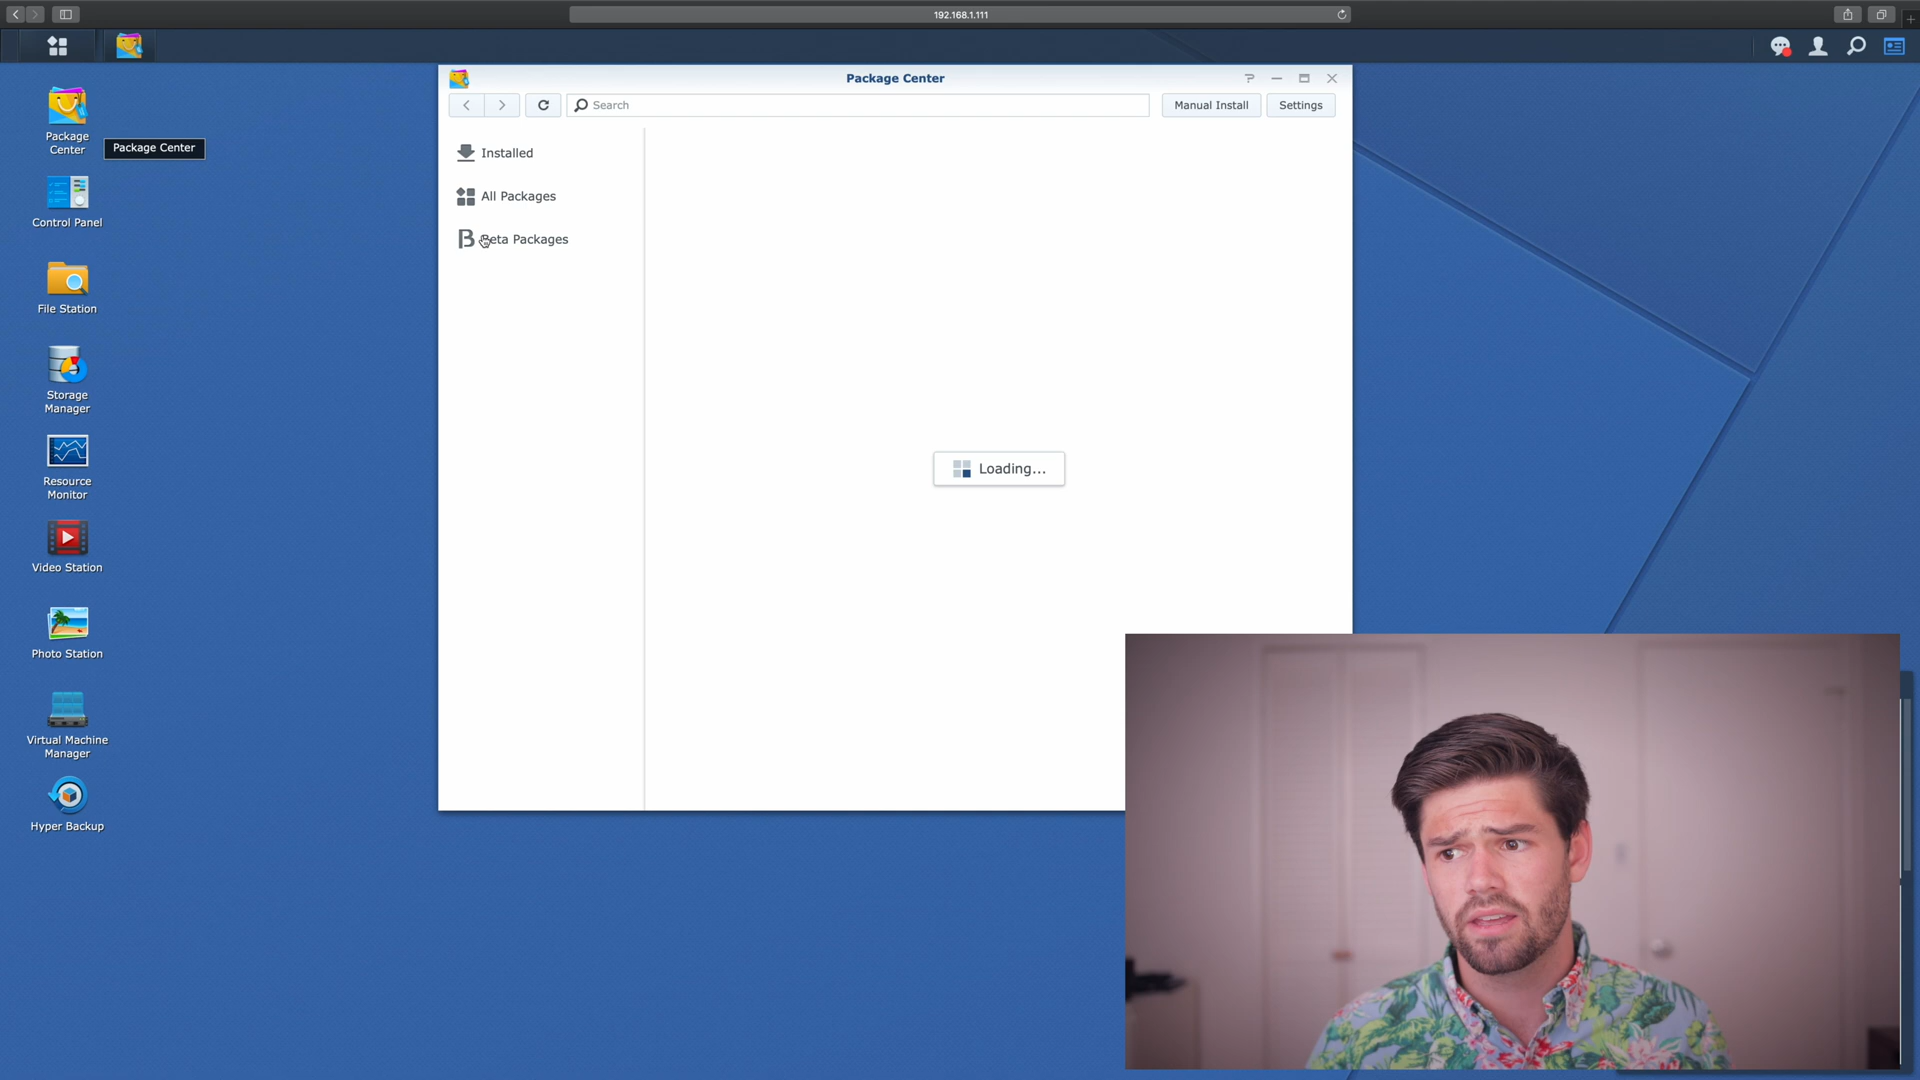 192.168.1.111
Package Center
Search
Manual Install
Settings
Installed
All Packages
Beta Packages
Loading...
Package
Center
Package Center
Control Panel
File Station
Storage
Manager
Resource
Monitor
Video Station
Photo Station
Virtual Machine
Manager
Hyper Backup